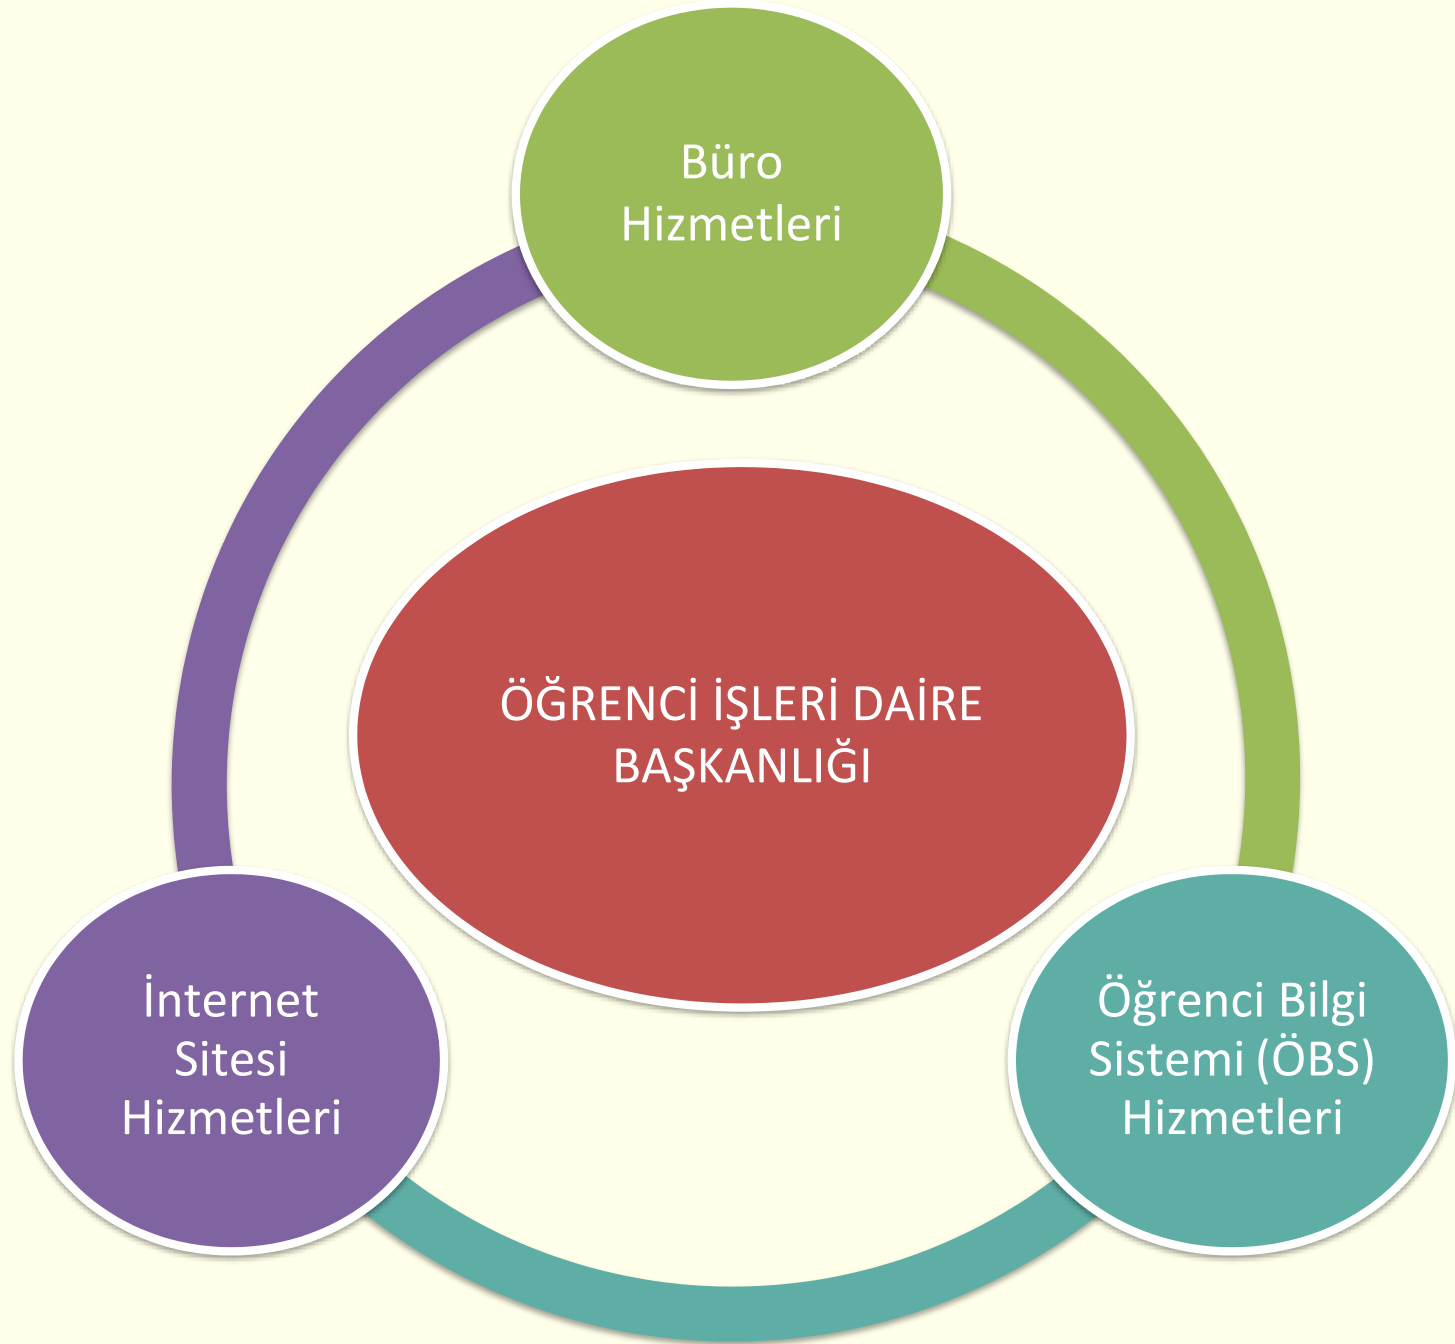 Büro
Hizmetleri
ÖĞRENCİ İŞLERİ DAİRE
BAŞKANLIĞI
İnternet
Sitesi
Hizmetleri
Öğrenci Bilgi
Sistemi (ÖBS)
Hizmetleri